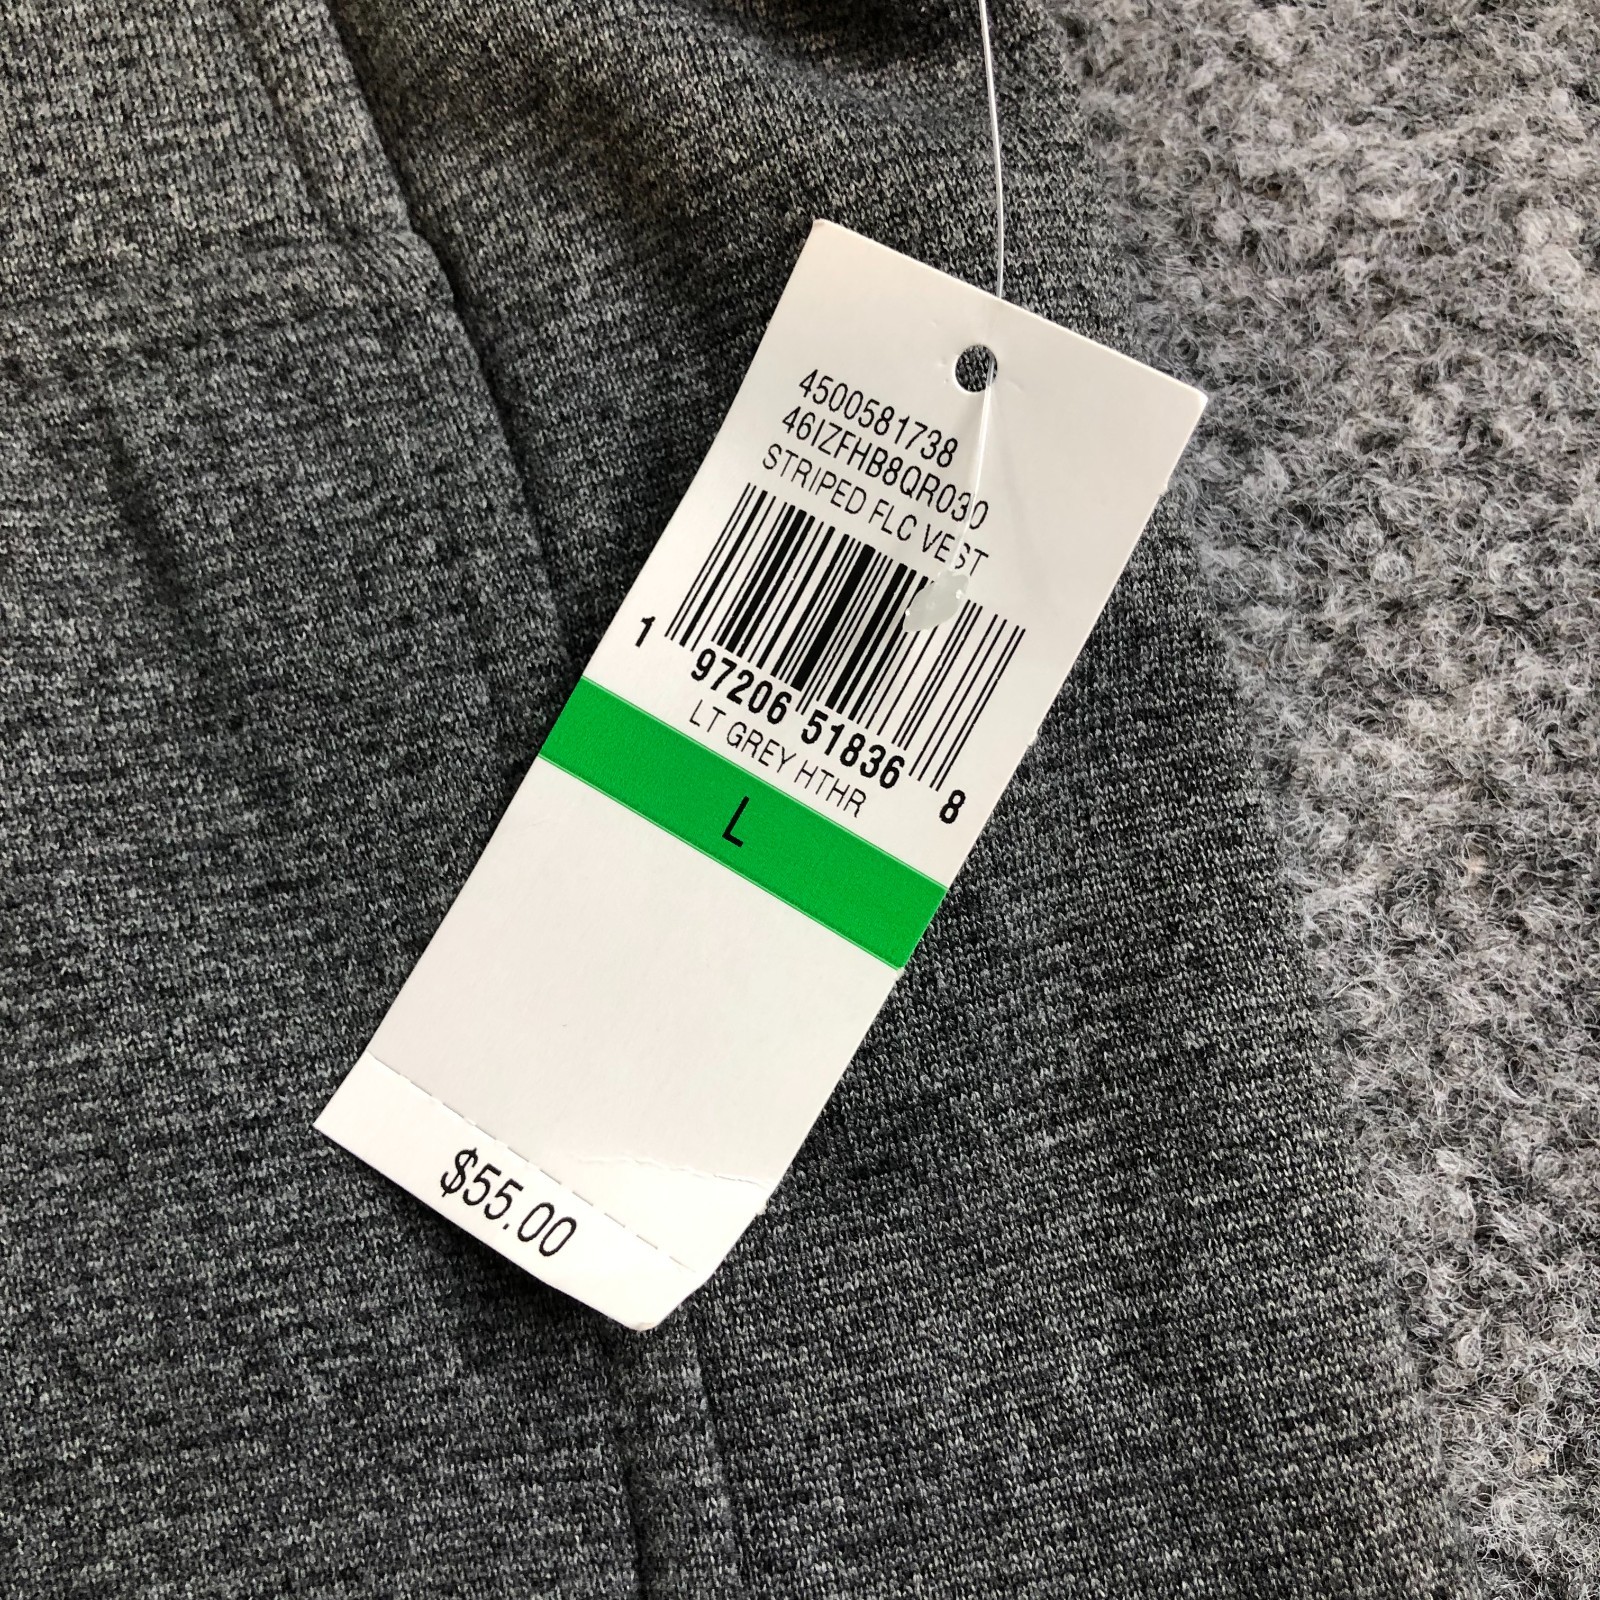 4500581738
46IZFHB8QR030
STRIPED FLC VEST
1 97206 51836 8
LT GREY HTHR
L
$55.00